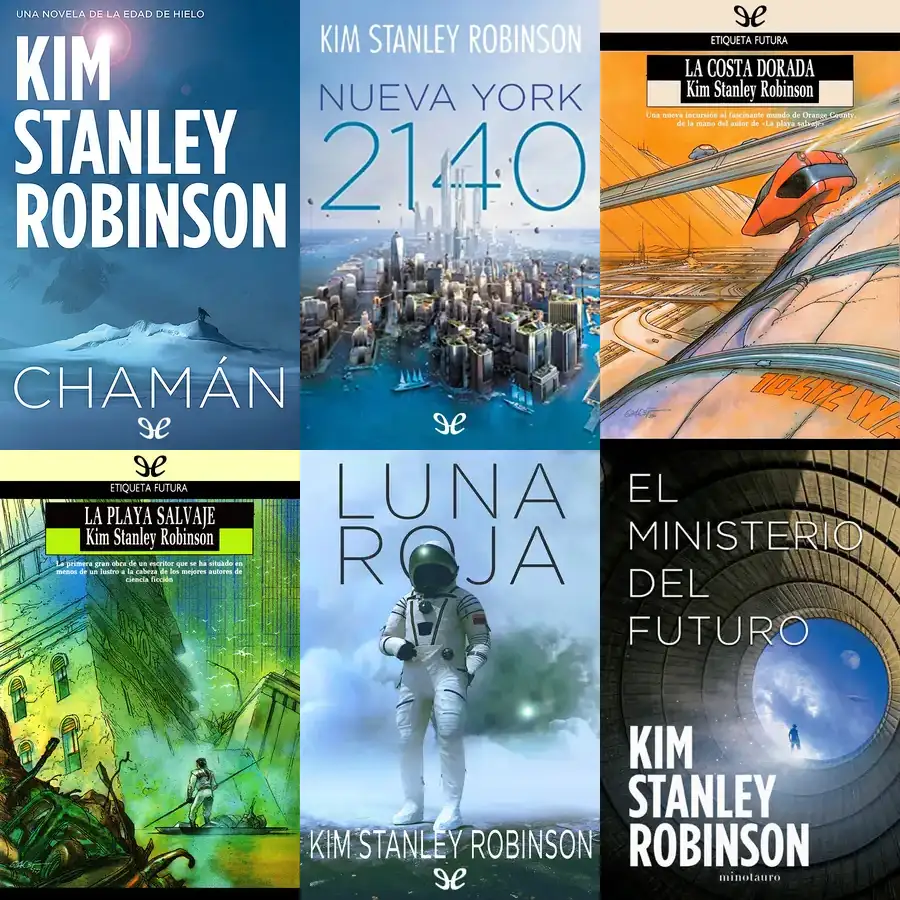 UNA NOVELA DE LA EDAD DE HIELO
KIM
STANLEY
ROBINSON
CHAMÁN
KIM STANLEY ROBINSON
NUEVA YORK
2140
ETIQUETA FUTURA
LA COSTA DORADA
Kim Stanley Robinson
Una nueva incursión al fascinante mundo de Orange County,
de la mano del autor de «La playa salvaje»
ETIQUETA FUTURA
LA PLAYA SALVAJE
Kim Stanley Robinson
La primera gran obra de un escritor que se ha situado en
menos de un lustro a la cabeza de los mejores autores de
ciencia ficción
LUNA
ROJA
KIM STANLEY ROBINSON
EL
MINISTERIO
DEL
FUTURO
KIM
STANLEY
ROBINSON
minotauro